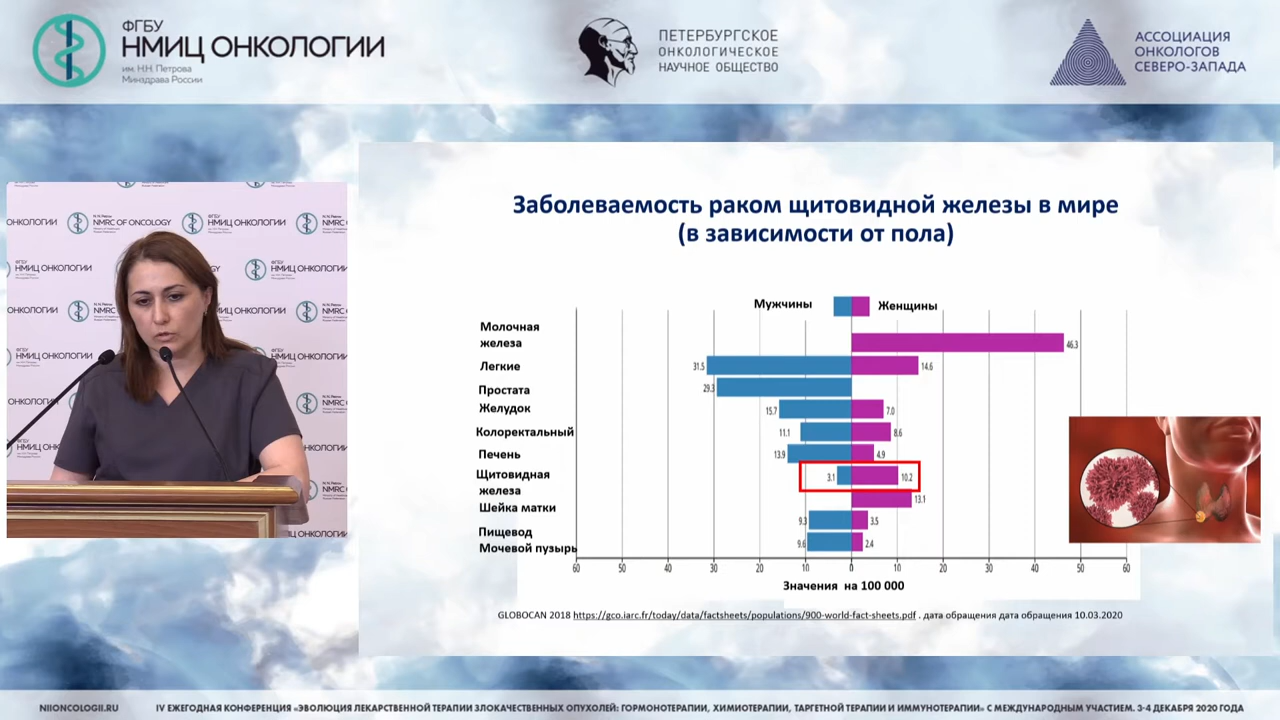 ФГБУ
НМИЦ ОНКОЛОГИИ
им. Н.Н. Петрова
Минздрава России
ПЕТЕРБУРГСКОЕ
ОНКОЛОГИЧЕСКОЕ
НАУЧНОЕ ОБЩЕСТВО
АССОЦИАЦИЯ
ОНКОЛОГОВ
СЕВЕРО-ЗАПАДА
ОНКОЛОГИИ
NMRC OF ONCOLOGY
ФГБУ
НМИЦ ОНКОЛОГИИ
Заболеваемость раком щитовидной железы в мире
(в зависимости от пола)
Мужчины
Женщины
Молочная
железа
46.3
Легкие
31.5
14.6
Простата
29.3
Желудок
15.7
7.0
Колоректальный
11.1
8.6
Печень
13.9
4.9
Щитовидная
железа
3.1
10.2
Шейка матки
13.1
Пищевод
9.3
3.5
Мочевой пузырь
9.6
2.4
60 50 40 30 20 10 0 10 20 30 40 50 60
Значения на 100 000
GLOBOCAN 2018 https://gco.iarc.fr/today/data/factsheets/populations/900-world-fact-sheets.pdf . дата обращения дата обращения 10.03.2020
NIIONCOLOGII.RU
IV ЕЖЕГОДНАЯ КОНФЕРЕНЦИЯ «ЭВОЛЮЦИЯ ЛЕКАРСТВЕННОЙ ТЕРАПИИ ЗЛОКАЧЕСТВЕННЫХ ОПУХОЛЕЙ: ГОРМОНОТЕРАПИИ, ХИМИОТЕРАПИИ, ТАРГЕТНОЙ ТЕРАПИИ И ИММУНОТЕРАПИИ» С МЕЖДУНАРОДНЫМ УЧАСТИЕМ. 3-4 ДЕКАБРЯ 2020 ГОДА